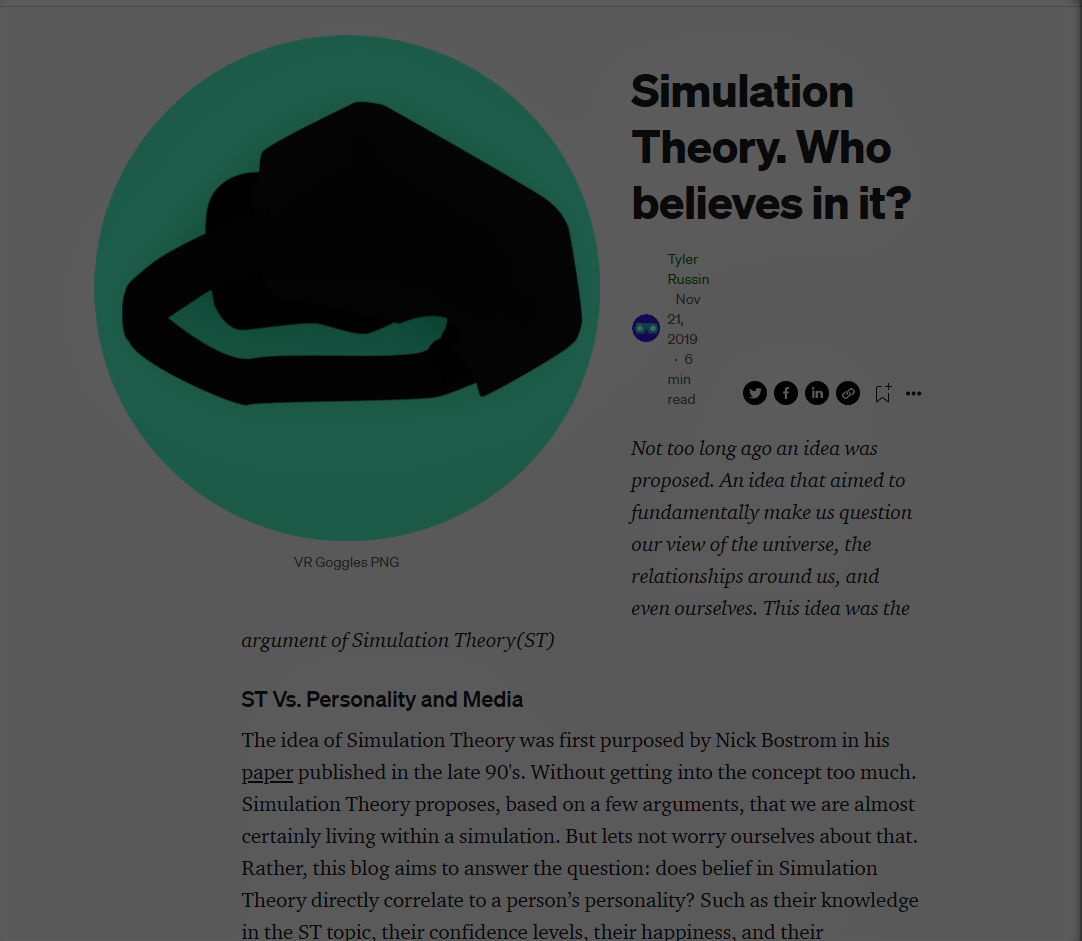 Simulation
Theory. Who
believes in it?
Tyler
Russin
Nov
21,
2019
· 6
min
read
Not too long ago an idea was
proposed. An idea that aimed to
fundamentally make us question
our view of the universe, the
relationships around us, and
even ourselves. This idea was the
VR Goggles PNG
argument of Simulation Theory(ST)
ST Vs. Personality and Media
The idea of Simulation Theory was first purposed by Nick Bostrom in his
paper published in the late 90's. Without getting into the concept too much.
Simulation Theory proposes, based on a few arguments, that we are almost
certainly living within a simulation. But lets not worry ourselves about that.
Rather, this blog aims to answer the question: does belief in Simulation
Theory directly correlate to a person’s personality? Such as their knowledge
in the ST topic, their confidence levels, their happiness, and their